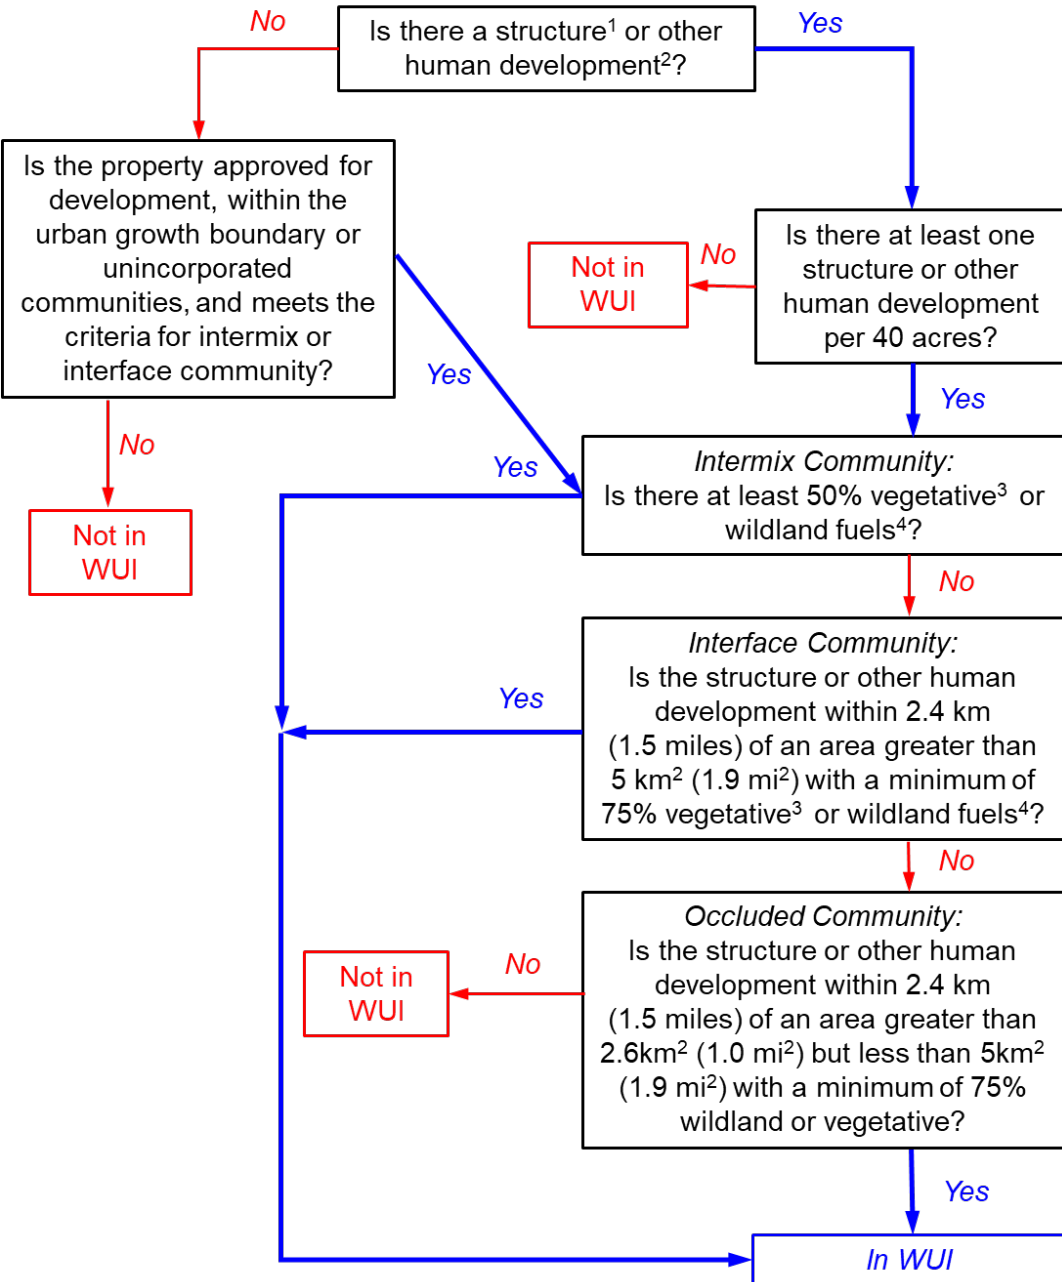 No
Is there a structure¹ or other
human development²?
Yes
Is the property approved for
development, within the
urban growth boundary or
unincorporated
communities, and meets the
criteria for intermix or
interface community?
Not in
WUI
No
Is there at least one
structure or other
human development
per 40 acres?
Yes
Yes
No
Not in
WUI
Yes
Intermix Community:
Is there at least 50% vegetative³ or
wildland fuels⁴?
No
Interface Community:
Is the structure or other human
development within 2.4 km
(1.5 miles) of an area greater than
5 km² (1.9 mi²) with a minimum of
75% vegetative³ or wildland fuels⁴?
Yes
No
Occluded Community:
Is the structure or other human
development within 2.4 km
(1.5 miles) of an area greater than
2.6km² (1.0 mi²) but less than 5km²
(1.9 mi²) with a minimum of 75%
wildland or vegetative?
No
Not in
WUI
Yes
In WUI